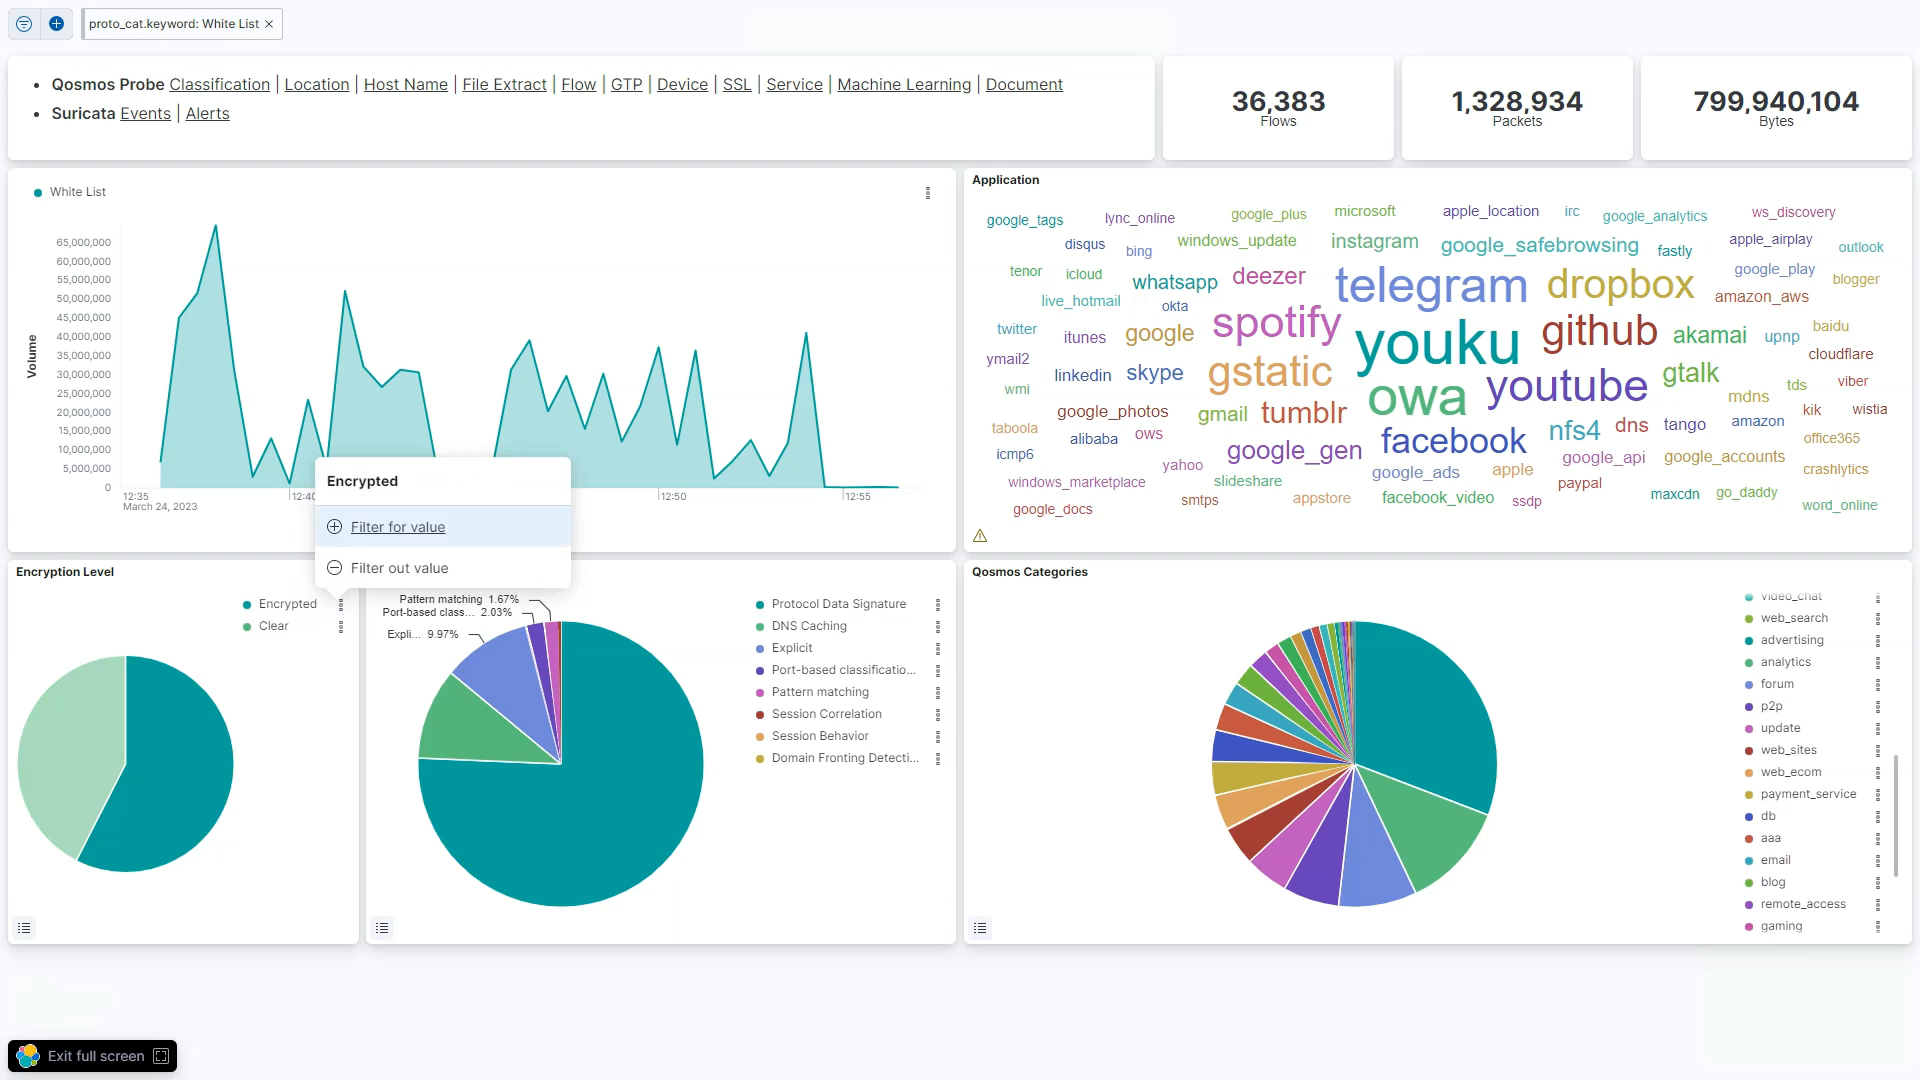 proto_cat.keyword: White List ×
• Qosmos Probe Classification | Location | Host Name | File Extract | Flow | GTP | Device | SSL | Service | Machine Learning | Document
• Suricata Events | Alerts
36,383
Flows
1,328,934
Packets
799,940,104
Bytes
White List
Volume
65,000,000
60,000,000
55,000,000
50,000,000
45,000,000
40,000,000
35,000,000
30,000,000
25,000,000
20,000,000
15,000,000
10,000,000
5,000,000
0
12:35
March 24, 2023
12:40
12:50
12:55
Encrypted
Filter for value
Filter out value
Application
google_tags lync_online google_plus microsoft apple_location irc google_analytics ws_discovery
disqus bing windows_update instagram google_safebrowsing fastly apple_airplay outlook
tenor icloud whatsapp deezer telegram dropbox google_play blogger
live_hotmail okta amazon_aws
twitter itunes google spotify youku github akamai upnp baidu
ymail2 cloudflare
wmi linkedin skype gstatic owa youtube gtalk tds viber
mdns
taboola google_photos gmail tumblr kik wistia
alibaba ows facebook nfs4 dns tango amazon office365
icmp6 yahoo google_gen google_ads apple google_api google_accounts crashlytics
windows_marketplace slideshare paypal
google_docs smtps appstore facebook_video ssdp maxcdn go_daddy word_online
Encryption Level
Encrypted
Clear
Pattern matching 1.67%
Port-based class... 2.03%
Expli... 9.97%
Protocol Data Signature
DNS Caching
Explicit
Port-based classificatio...
Pattern matching
Session Correlation
Session Behavior
Domain Fronting Detecti...
Qosmos Categories
video_chat
web_search
advertising
analytics
forum
p2p
update
web_sites
web_ecom
payment_service
db
aaa
email
blog
remote_access
gaming
Exit full screen